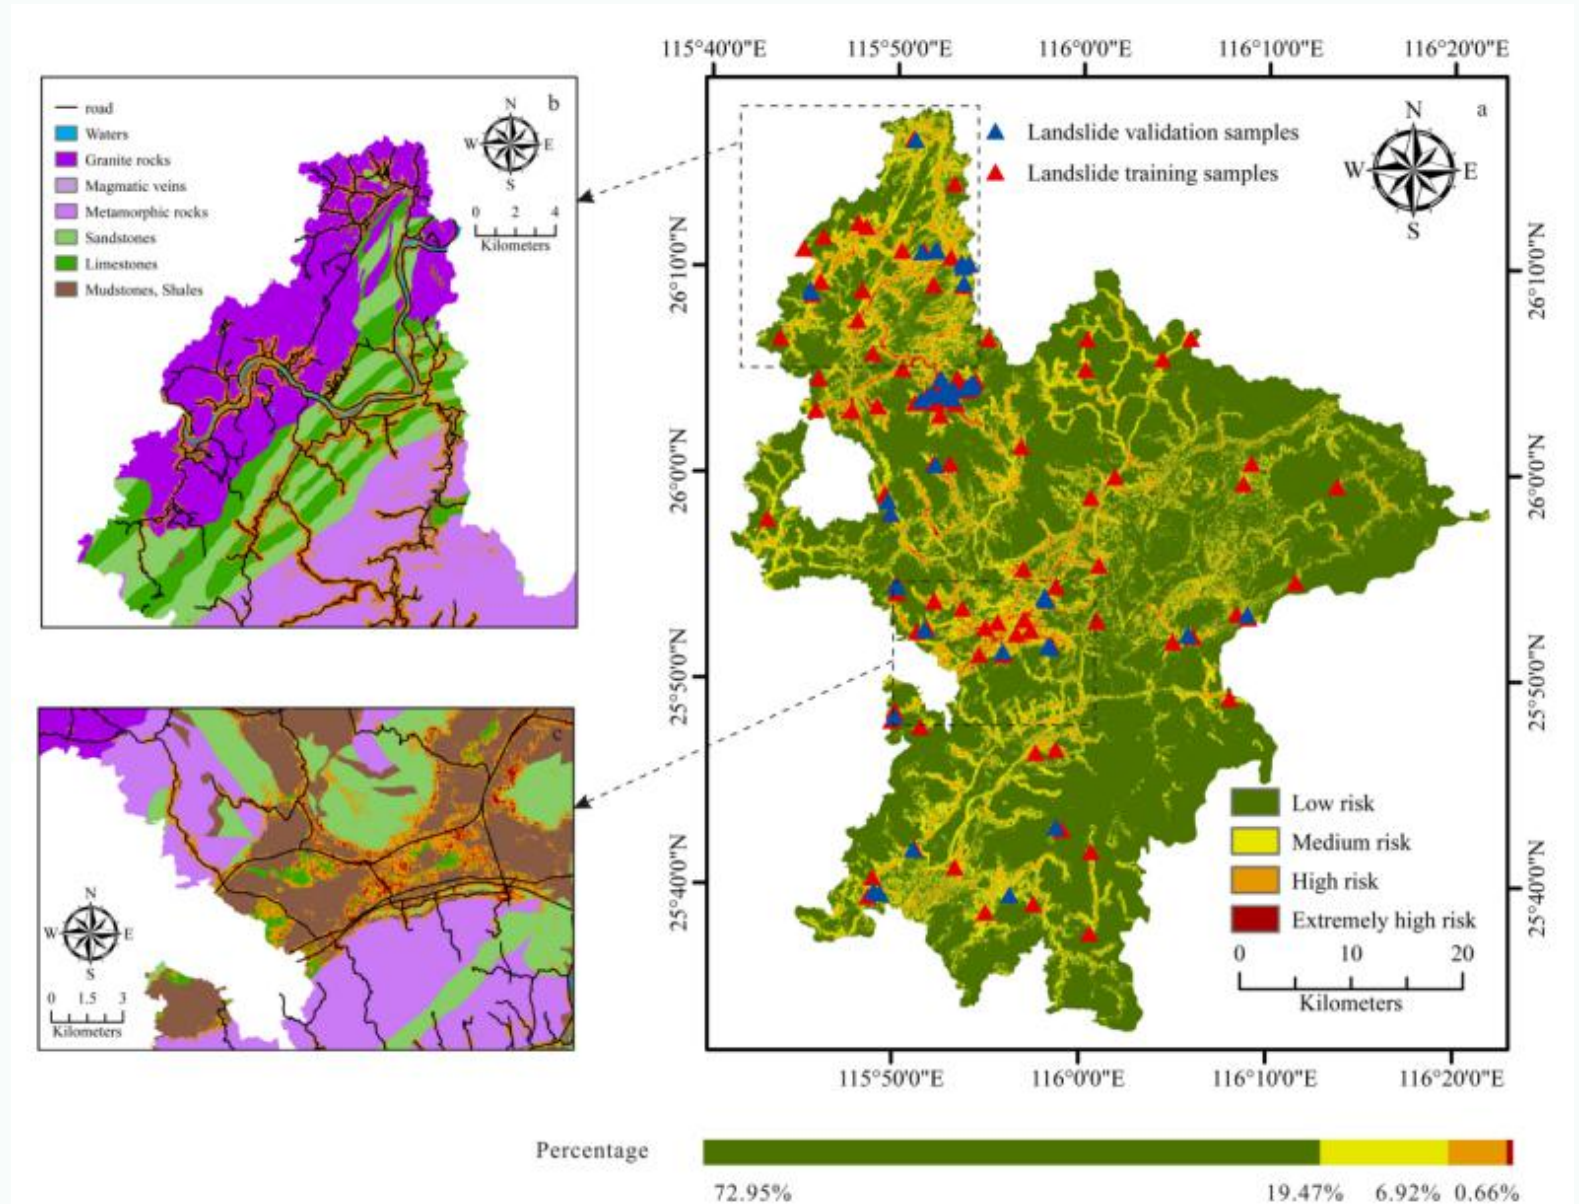 115°40'0"E 115°50'0"E 116°0'0"E 116°10'0"E 116°20'0"E
b
road
Waters
Granite rocks
Magmatic veins
Metamorphic rocks
Sandstones
Limestones
Mudstones, Shales
N
W E
S
0 2 4
Kilometers
a
Landslide validation samples
Landslide training samples
N
W E
S
26°10'0"N
26°0'0"N
25°50'0"N
25°40'0"N
26°10'0"N
26°0'0"N
25°50'0"N
25°40'0"N
c
N
W E
S
0 1.5 3
Kilometers
Low risk
Medium risk
High risk
Extremely high risk
0 10 20
Kilometers
115°50'0"E 116°0'0"E 116°10'0"E 116°20'0"E
Percentage
72.95% 19.47% 6.92% 0.66%